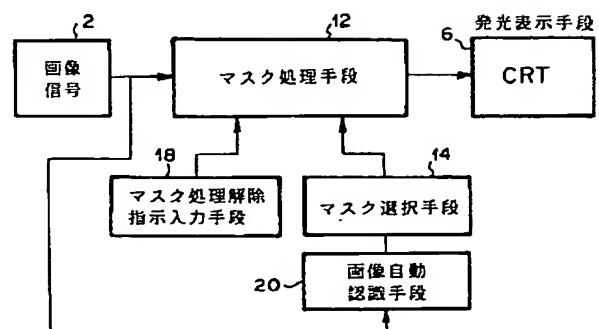 2
画像
信号
12
マスク処理手段
発光表示手段
6
CRT
18
マスタ処理解除
指示入力手段
14
マスク選択手段
20
画像自動
認識手段